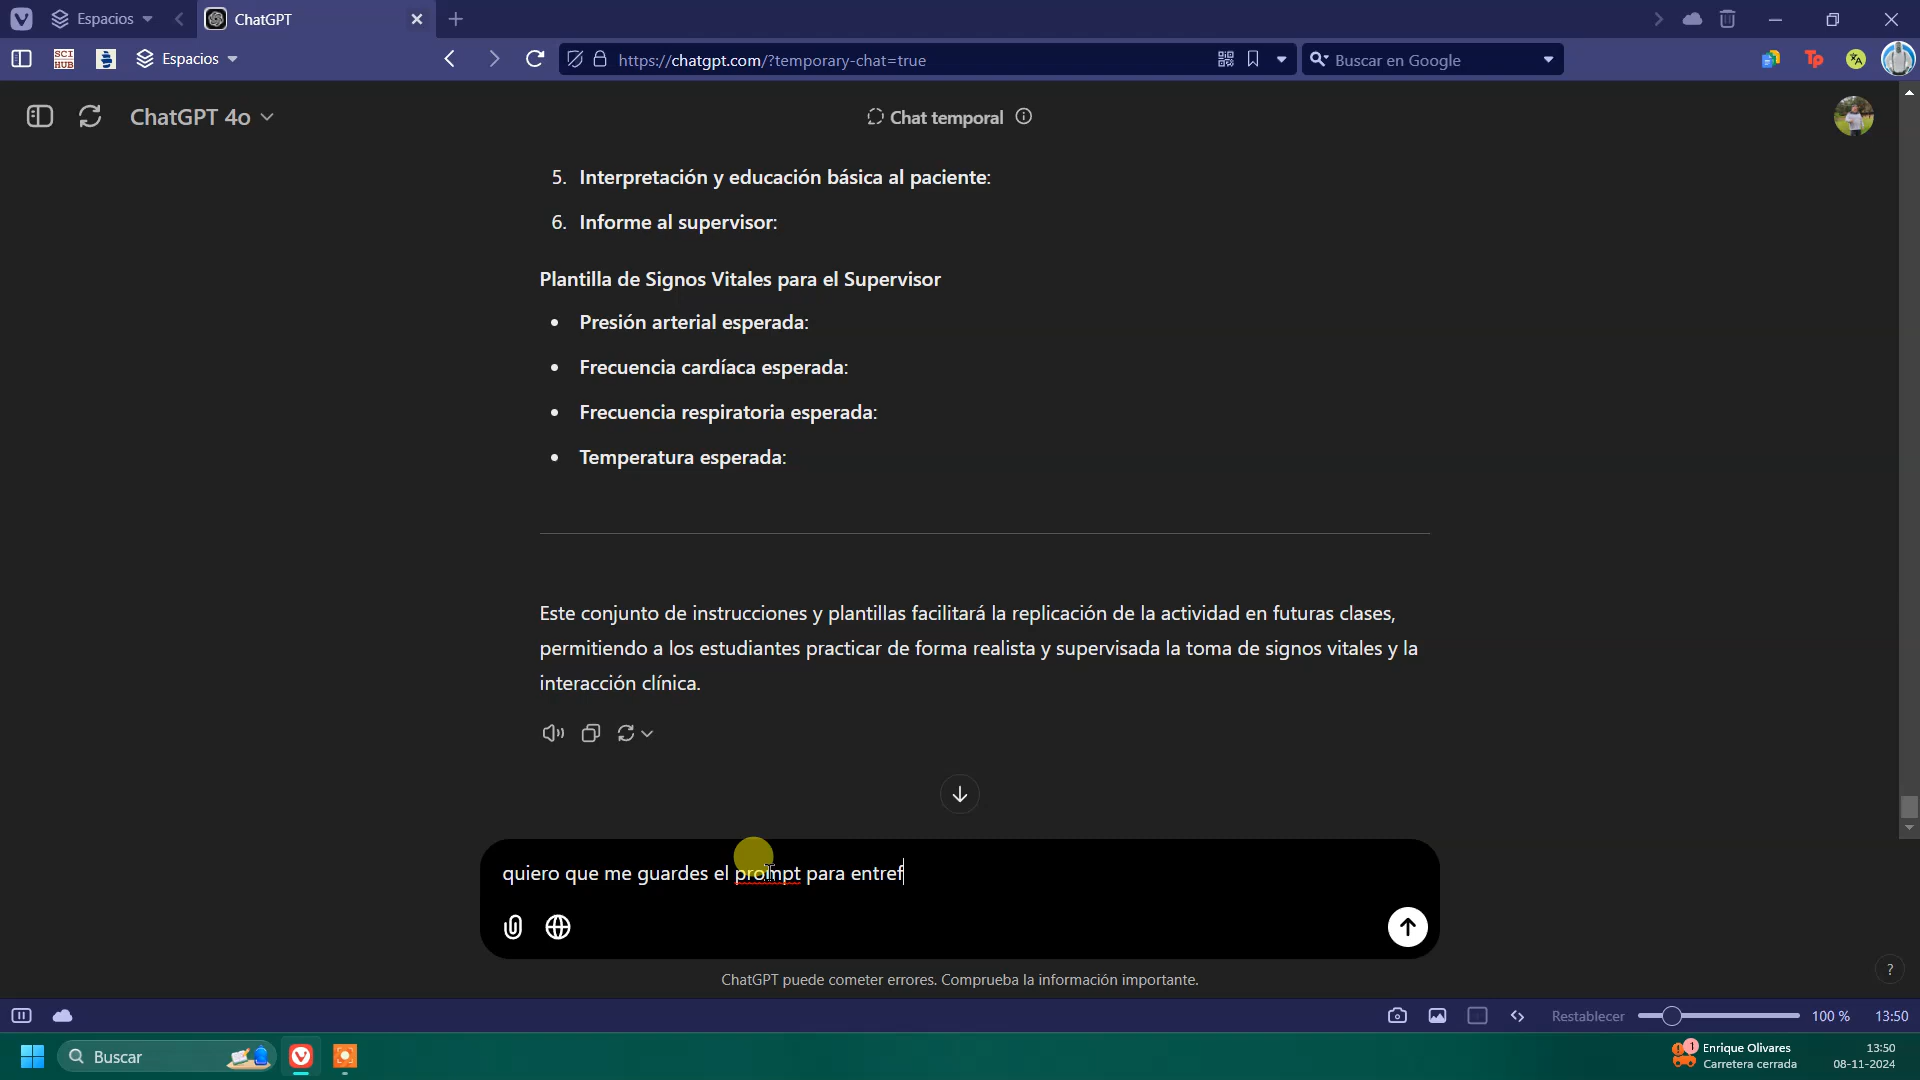 Espacios
ChatGPT
SCI HUB
Espacios
https://chatgpt.com/?temporary-chat=true
Buscar en Google
Tp
ChatGPT 4o
Chat temporal
5. Interpretación y educación básica al paciente:
6. Informe al supervisor:
Plantilla de Signos Vitales para el Supervisor
• Presión arterial esperada:
• Frecuencia cardíaca esperada:
• Frecuencia respiratoria esperada:
• Temperatura esperada:
Este conjunto de instrucciones y plantillas facilitará la replicación de la actividad en futuras clases,
permitiendo a los estudiantes practicar de forma realista y supervisada la toma de signos vitales y la
interacción clínica.
quiero que me guardes el prompt para entref
ChatGPT puede cometer errores. Comprueba la información importante.
?
Restablecer
100 %
13:50
Buscar
1
Enrique Olivares
Carretera cerrada
13:50
08-11-2024